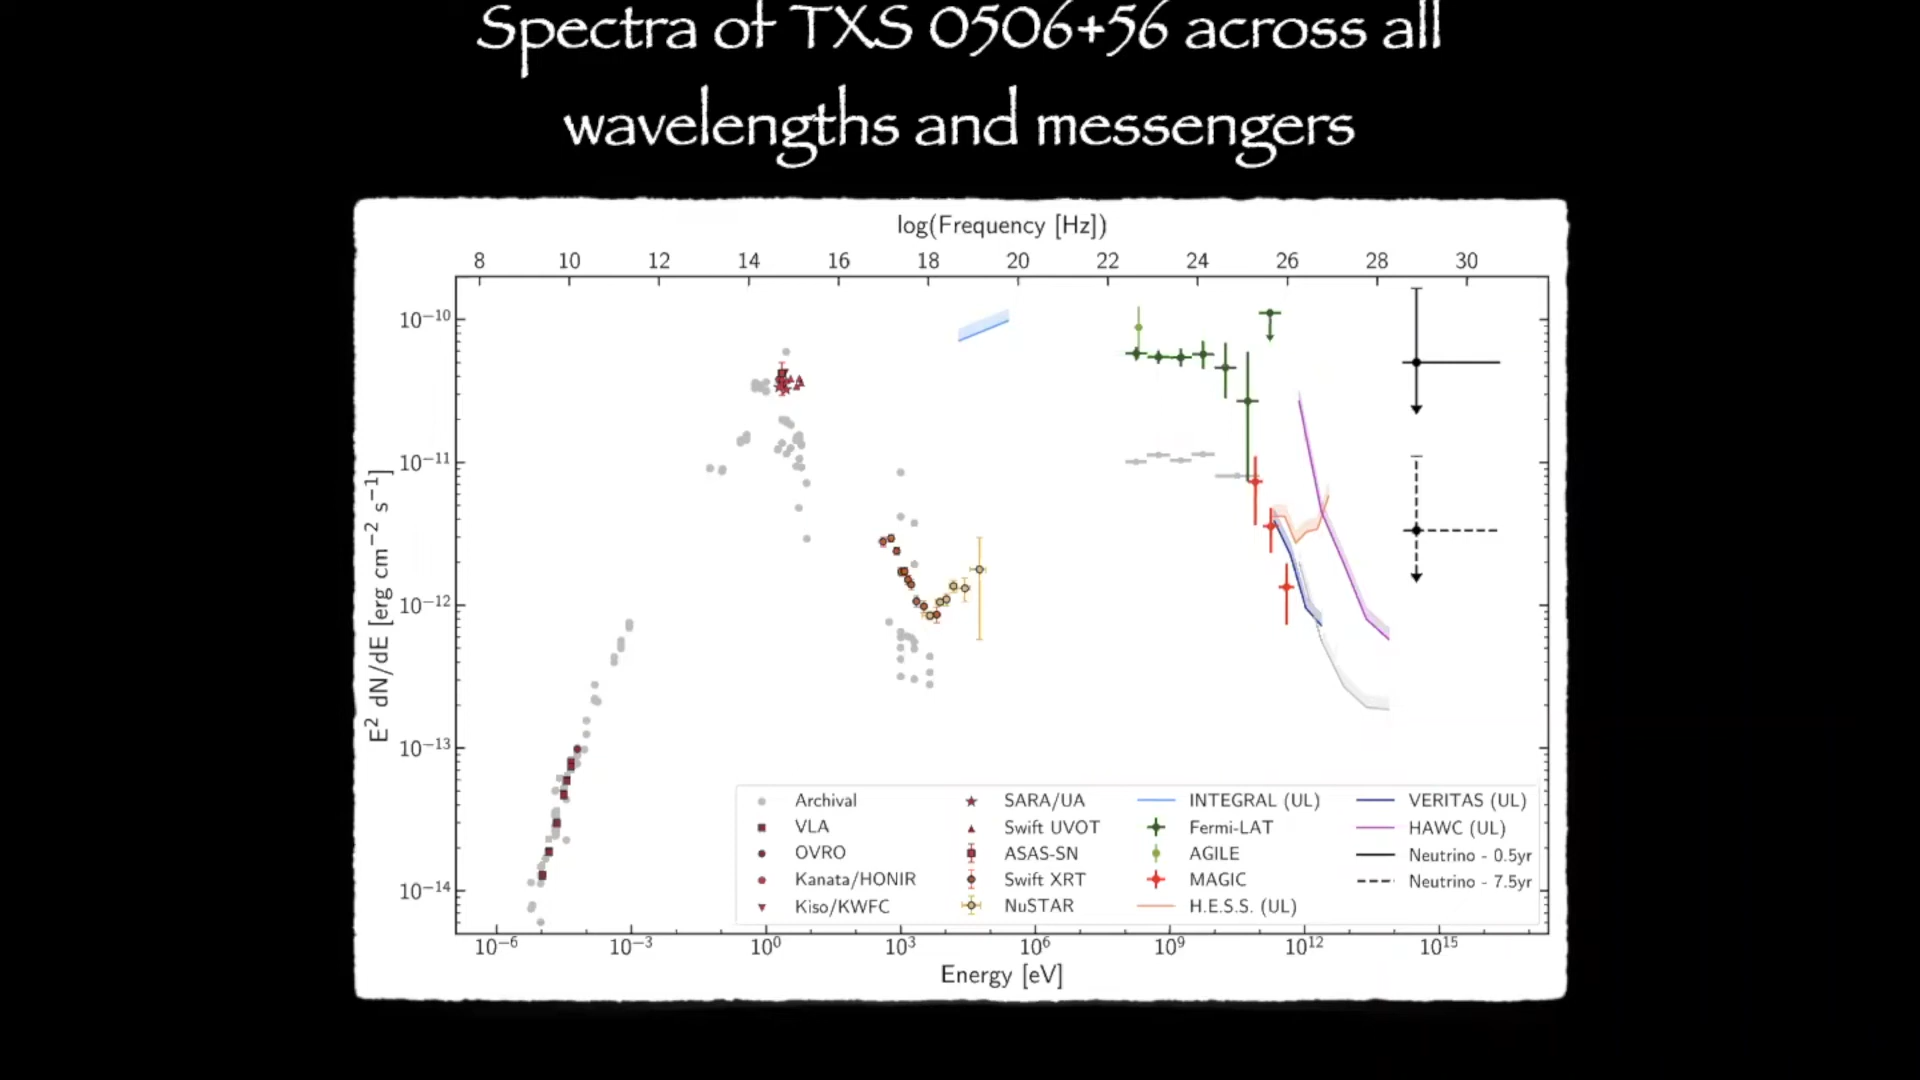 Spectra of TXS 0506+56 across all
wavelengths and messengers
log(Frequency [Hz])
8 10 12 14 16 18 20 22 24 26 28 30
E² dN/dE [erg cm⁻² s⁻¹]
10⁻¹⁰
10⁻¹¹
10⁻¹²
10⁻¹³
10⁻¹⁴
Archival
VLA
OVRO
Kanata/HONIR
Kiso/KWFC
SARA/UA
Swift UVOT
ASAS-SN
Swift XRT
NuSTAR
INTEGRAL (UL)
Fermi-LAT
AGILE
MAGIC
H.E.S.S. (UL)
VERITAS (UL)
HAWC (UL)
Neutrino - 0.5yr
Neutrino - 7.5yr
10⁻⁶ 10⁻³ 10⁰ 10³ 10⁶ 10⁹ 10¹² 10¹⁵
Energy [eV]